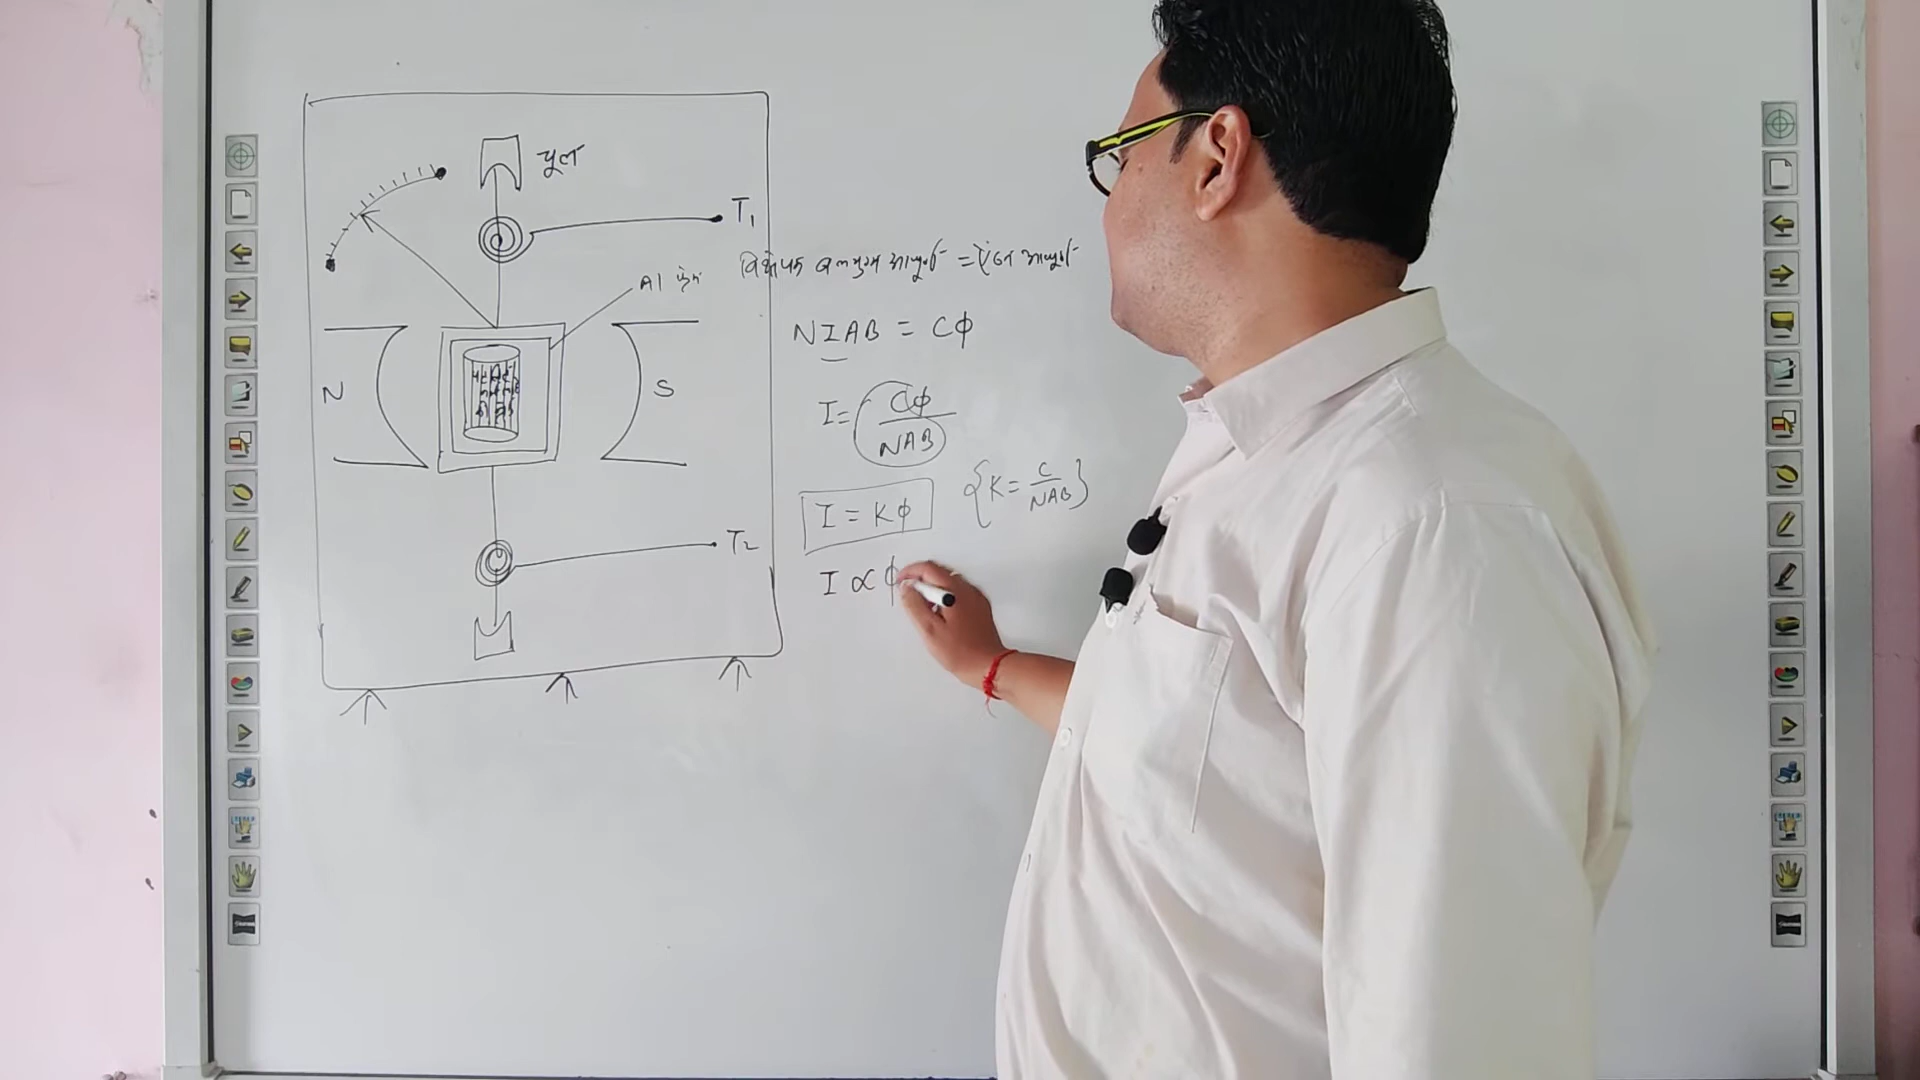 चूल
T₁
Al फ्रेम
विक्षेपक बलयुग्म आघूर्ण = ऐंठन आघूर्ण
N
S
T₂
NIAB = Cϕ
I = Cϕ/NAB
I = Kϕ {K = C/NAB}
I ∝ ϕ